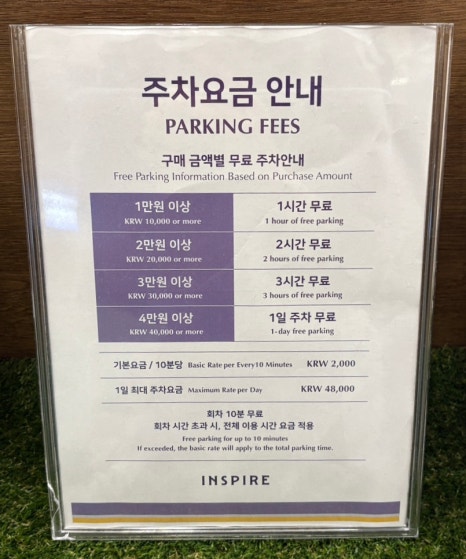 주차요금 안내
PARKING FEES
구매 금액별 무료 주차안내
Free Parking Information Based on Purchase Amount
1만원 이상 1시간 무료
KRW 10,000 or more 1 hour of free parking
2만원 이상 2시간 무료
KRW 20,000 or more 2 hours of free parking
3만원 이상 3시간 무료
KRW 30,000 or more 3 hours of free parking
4만원 이상 1일 주차 무료
KRW 40,000 or more 1-day free parking
기본요금 / 10분당 Basic Rate per Every10 Minutes KRW 2,000
1일 최대 주차요금 Maximum Rate per Day KRW 48,000
회차 10분 무료
회차 시간 초과 시, 전체 이용 시간 요금 적용
Free parking for up to 10 minutes
If exceeded, the basic rate will apply to the total parking time.
INSPIRE